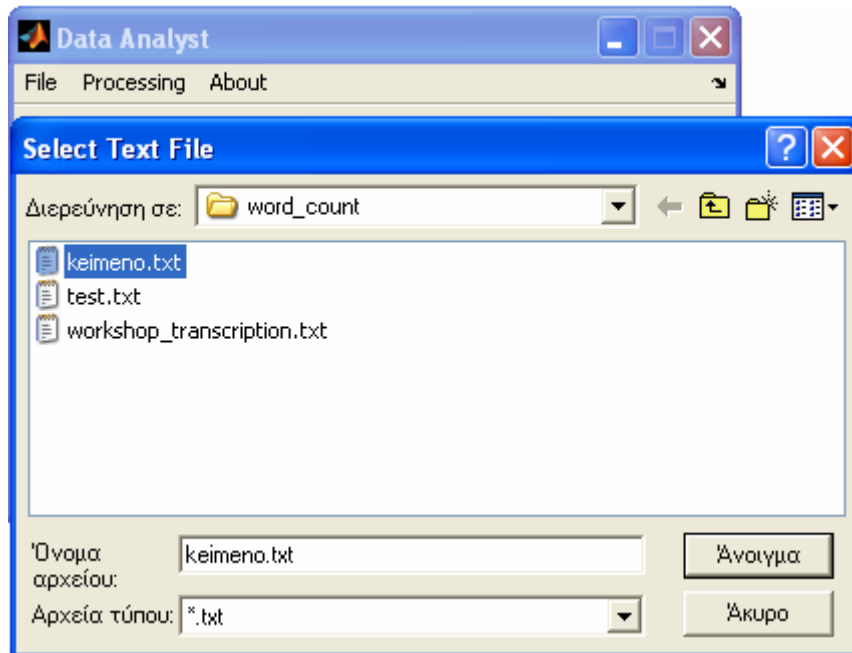 Data Analyst
File Processing About
Select Text File
Διερεύνηση σε: word_count
keimeno.txt
test.txt
workshop_transcription.txt
Όνομα αρχείου: keimeno.txt
Άνοιγμα
Αρχεία τύπου: *.txt
Άκυρο